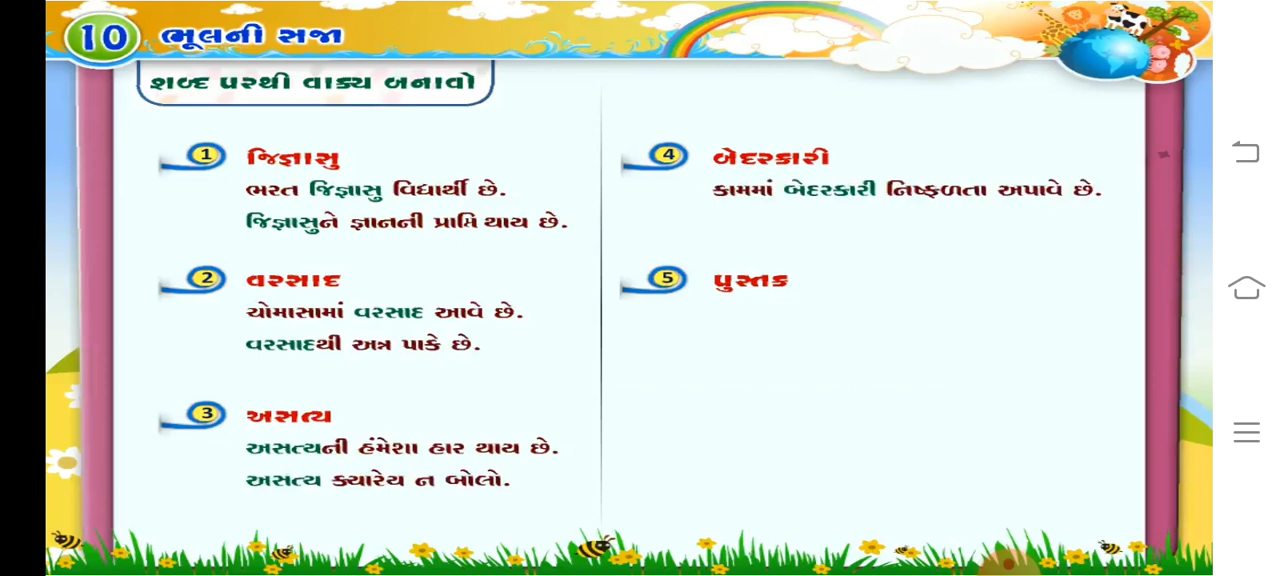 10 ભૂલની સજા
શબ્દ પરથી વાક્ય બનાવો
1 જિજ્ઞાસુ
ભરત જિજ્ઞાસુ વિદ્યાર્થી છે.
જિજ્ઞાસુને જ્ઞાનની પ્રાપ્તિ થાય છે.
2 વરસાદ
ચોમાસામાં વરસાદ આવે છે.
વરસાદથી અન્ન પાકે છે.
3 અસત્ય
અસત્યની હંમેશા હાર થાય છે.
અસત્ય ક્યારેય ન બોલો.
4 બેદરકારી
કામમાં બેદરકારી નિષ્ફળતા અપાવે છે.
5 પુસ્તક